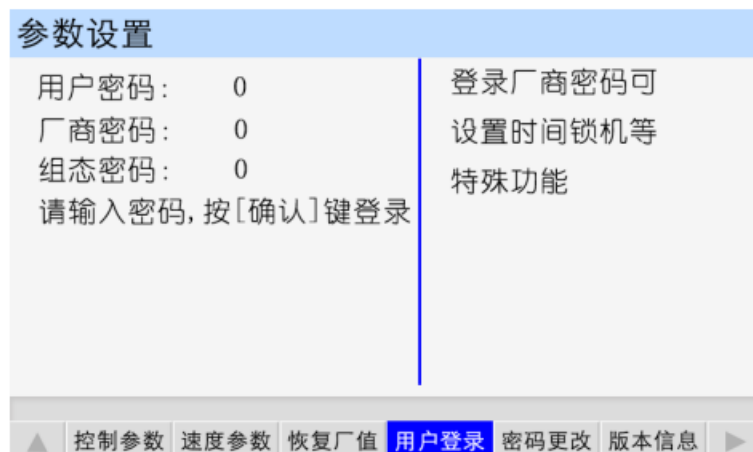 参数设置
用户密码: 0
厂商密码: 0
组态密码: 0
请输入密码,按[确认]键登录
登录厂商密码可
设置时间锁机等
特殊功能
控制参数 速度参数 恢复厂值 用户登录 密码更改 版本信息